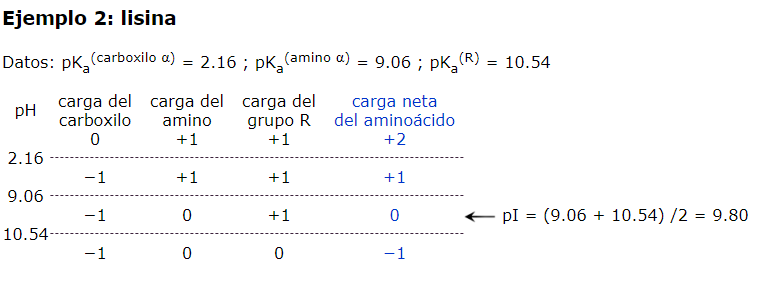 Ejemplo 2: lisina
Datos: pKa(carboxilo α) = 2.16 ; pKa(amino α) = 9.06 ; pKa(R) = 10.54
pH carga del carboxilo carga del amino carga del grupo R carga neta del aminoácido
0 +1 +1 +2
2.16
−1 +1 +1 +1
9.06
−1 0 +1 0 ← pI = (9.06 + 10.54) /2 = 9.80
10.54
−1 0 0 −1